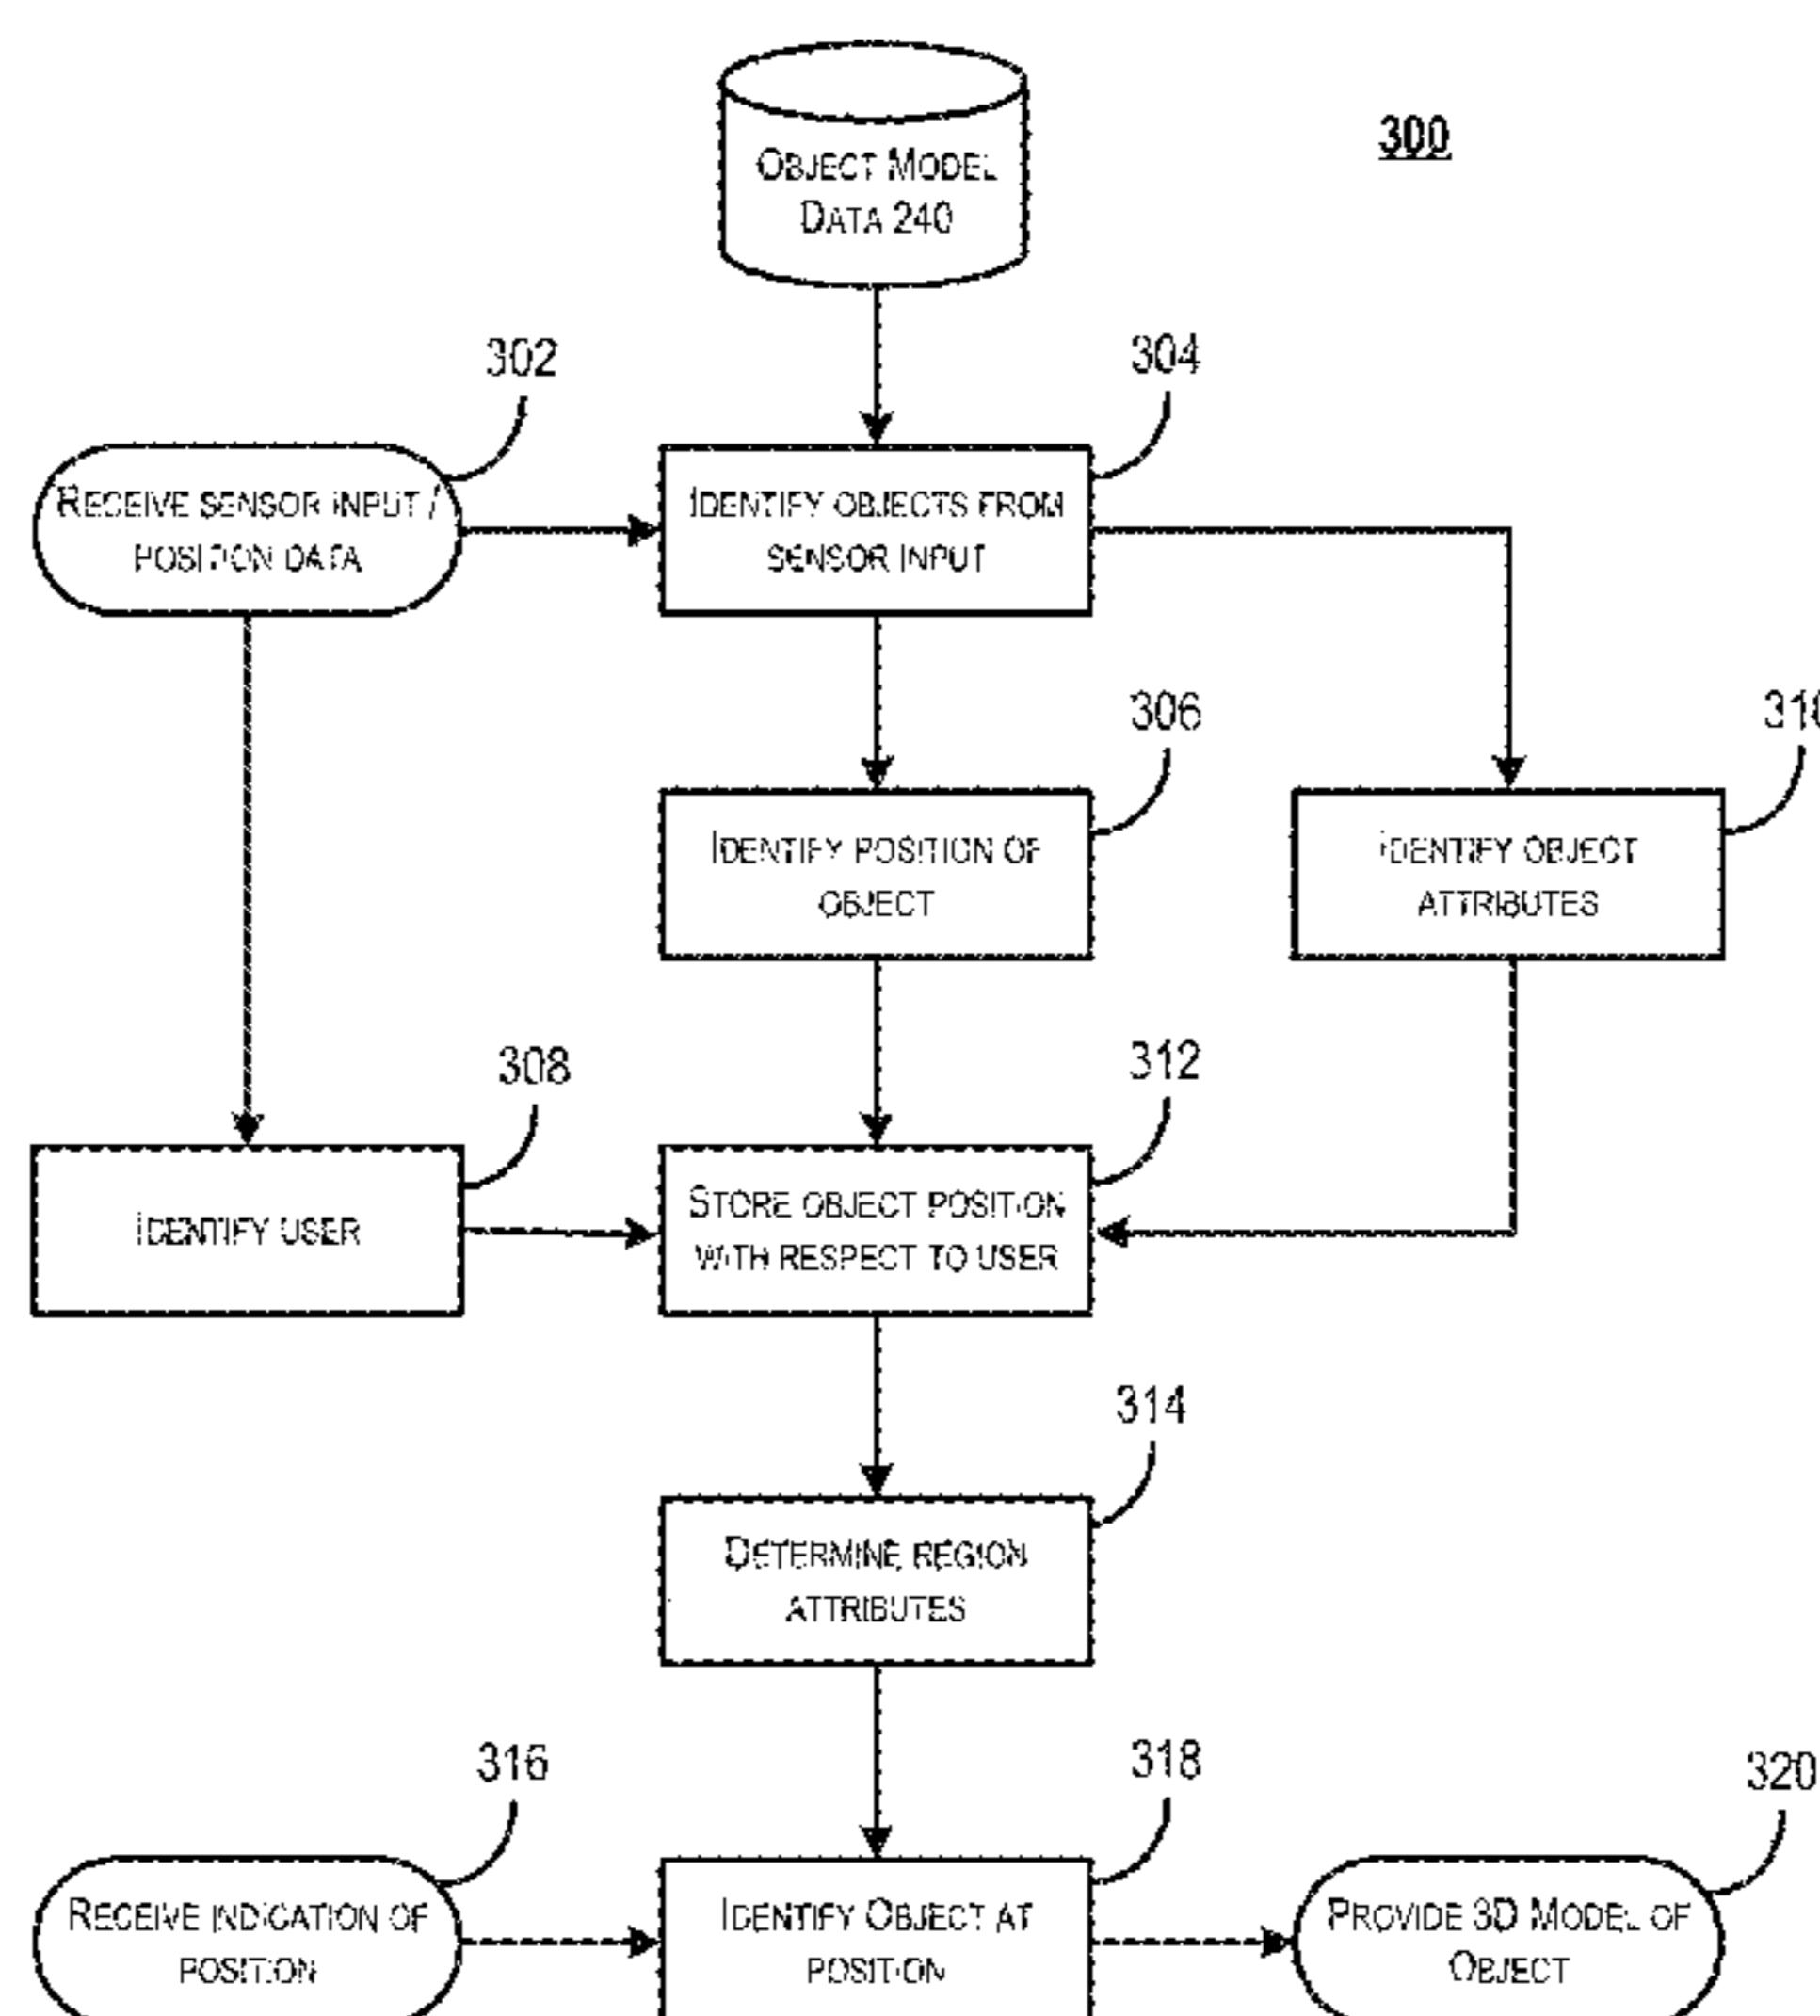 300
OBJECT MODEL
DATA 240
302
304
RECEIVE SENSOR INPUT /
POSITION DATA
IDENTIFY OBJECTS FROM
SENSOR INPUT
306
310
IDENTIFY POSITION OF
OBJECT
IDENTIFY OBJECT
ATTRIBUTES
308
312
IDENTIFY USER
STORE OBJECT POSITION
WITH RESPECT TO USER
314
DETERMINE REGION
ATTRIBUTES
316
318
320
RECEIVE INDICATION OF
POSITION
IDENTIFY OBJECT AT
POSITION
PROVIDE 3D MODEL OF
OBJECT